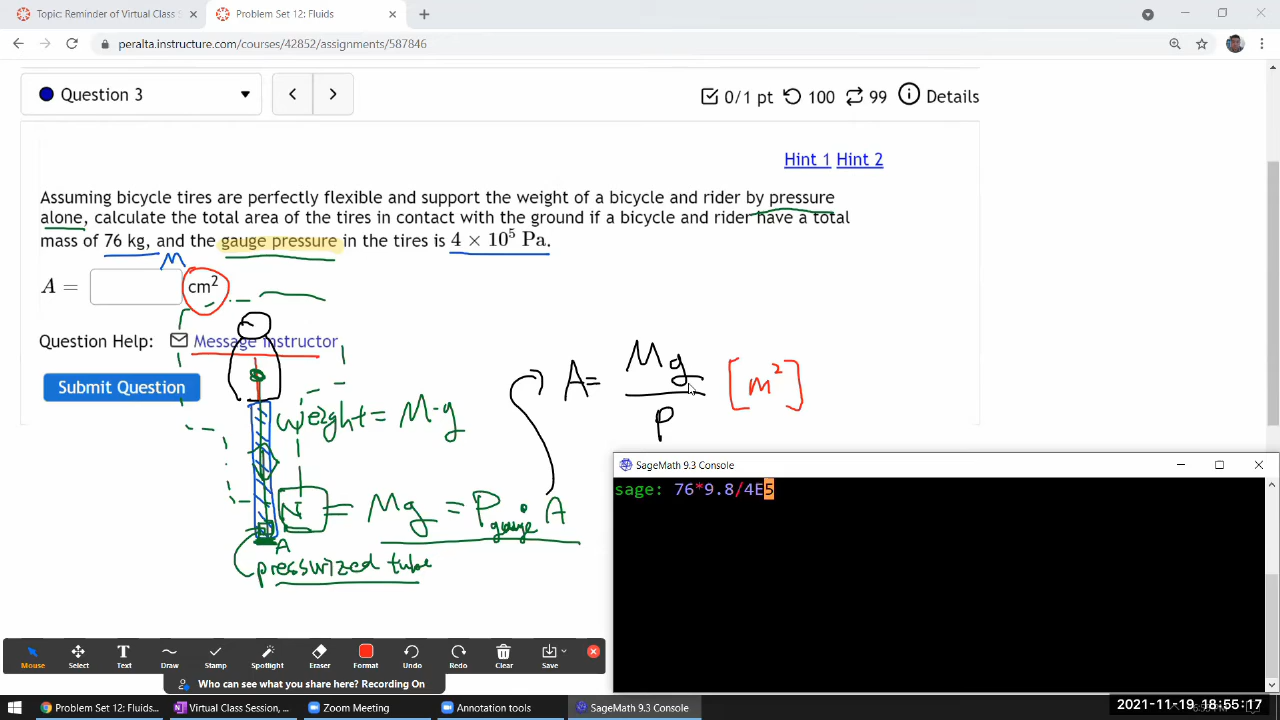 Topic: Reminder of Virtual Class S
Problem Set 12: Fluids
peralta.instructure.com/courses/42852/assignments/587846
Question 3
0/1 pt 100 99 Details
Hint 1 Hint 2
Assuming bicycle tires are perfectly flexible and support the weight of a bicycle and rider by pressure
alone, calculate the total area of the tires in contact with the ground if a bicycle and rider have a total
mass of 76 kg, and the gauge pressure in the tires is 4 × 10⁵ Pa.
M
A = cm²
Question Help: Message instructor
Submit Question
A = Mg / P [m²]
weight = M·g
N = Mg = P gauge · A
A
pressurized tube
SageMath 9.3 Console
sage: 76*9.8/4E5
Mouse Select Text Draw Stamp Spotlight Eraser Format Undo Redo Clear Save
Who can see what you share here? Recording On
Problem Set 12: Fluids... Virtual Class Session, ... Zoom Meeting Annotation tools SageMath 9.3 Console
2021-11-19 18:55:17